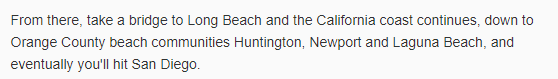 From there, take a bridge to Long Beach and the California coast continues, down to
Orange County beach communities Huntington, Newport and Laguna Beach, and
eventually you'll hit San Diego.